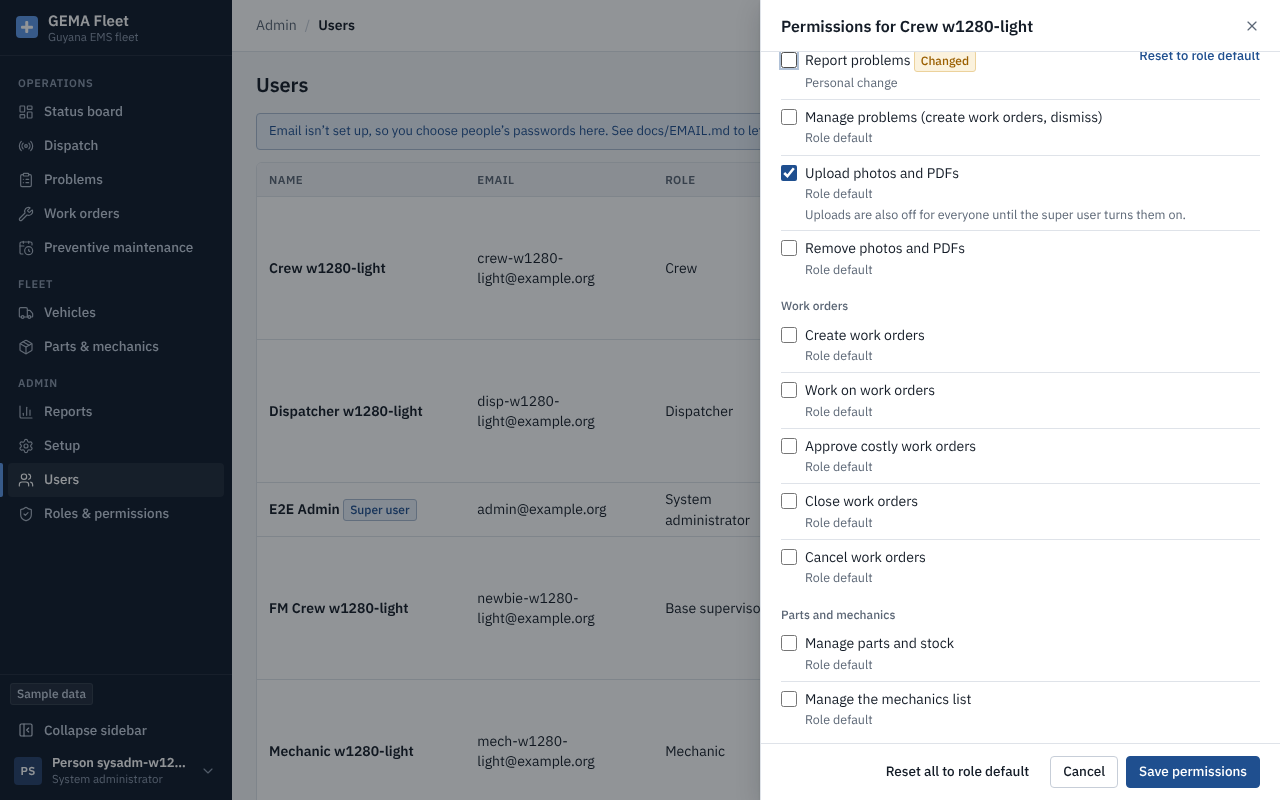 GEMA Fleet
Guyana EMS fleet
OPERATIONS
Status board
Dispatch
Problems
Work orders
Preventive maintenance
FLEET
Vehicles
Parts & mechanics
ADMIN
Reports
Setup
Users
Roles & permissions
Sample data
Collapse sidebar
PS
Person sysadm-w12...
System administrator
Admin / Users
Users
Email isn't set up, so you choose people's passwords here. See docs/EMAIL.md to
NAME EMAIL ROLE
Crew w1280-light
crew-w1280-
light@example.org
Crew
Dispatcher w1280-light
disp-w1280-
light@example.org
Dispatcher
E2E Admin Super user
admin@example.org
System
administrator
FM Crew w1280-light
newbie-w1280-
light@example.org
Base superviso
Mechanic w1280-light
mech-w1280-
light@example.org
Mechanic
Permissions for Crew w1280-light
Report problems Changed
Reset to role default
Personal change
Manage problems (create work orders, dismiss)
Role default
Upload photos and PDFs
Role default
Uploads are also off for everyone until the super user turns them on.
Remove photos and PDFs
Role default
Work orders
Create work orders
Role default
Work on work orders
Role default
Approve costly work orders
Role default
Close work orders
Role default
Cancel work orders
Role default
Parts and mechanics
Manage parts and stock
Role default
Manage the mechanics list
Role default
Reset all to role default
Cancel
Save permissions